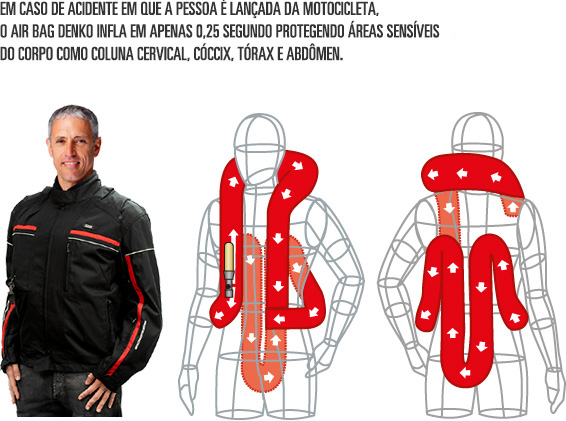 EM CASO DE ACIDENTE EM QUE A PESSOA É LANÇADA DA MOTOCICLETA,
O AIR BAG DENKO INFLA EM APENAS 0,25 SEGUNDO PROTEGENDO ÁREAS SENSÍVEIS
DO CORPO COMO COLUNA CERVICAL, CÓCCIX, TÓRAX E ABDÔMEN.